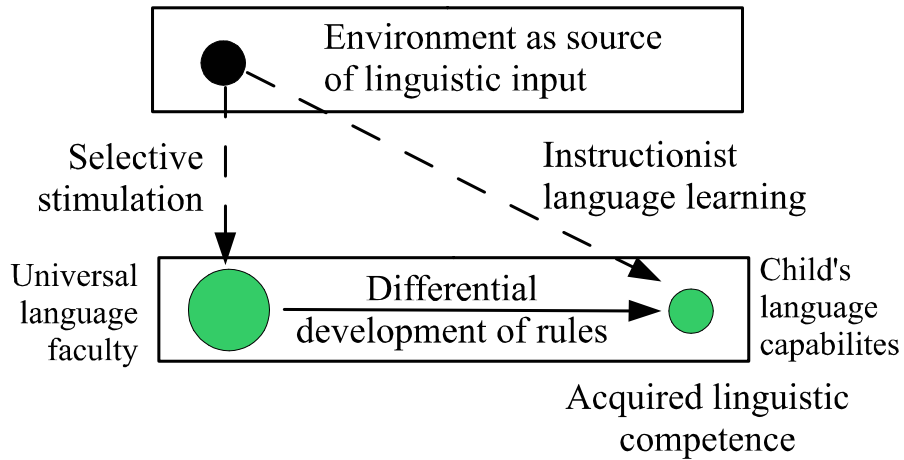 Environment as source
of linguistic input
Selective
stimulation
Instructionist
language learning
Universal
language
faculty
Differential
development of rules
Child's
language
capabilites
Acquired linguistic
competence